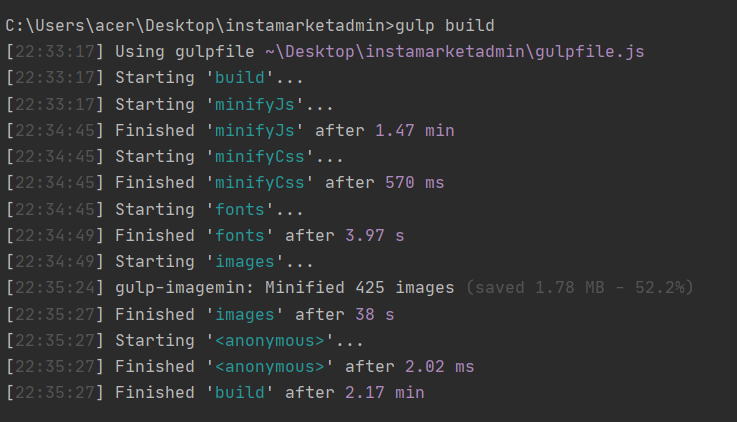 C:\Users\acer\Desktop\instamarketadmin>gulp build
[22:33:17] Using gulpfile ~\Desktop\instamarketadmin\gulpfile.js
[22:33:17] Starting 'build'...
[22:33:17] Starting 'minifyJs'...
[22:34:45] Finished 'minifyJs' after 1.47 min
[22:34:45] Starting 'minifyCss'...
[22:34:45] Finished 'minifyCss' after 570 ms
[22:34:45] Starting 'fonts'...
[22:34:49] Finished 'fonts' after 3.97 s
[22:34:49] Starting 'images'...
[22:35:24] gulp-imagemin: Minified 425 images (saved 1.78 MB - 52.2%)
[22:35:27] Finished 'images' after 38 s
[22:35:27] Starting '<anonymous>'...
[22:35:27] Finished '<anonymous>' after 2.02 ms
[22:35:27] Finished 'build' after 2.17 min